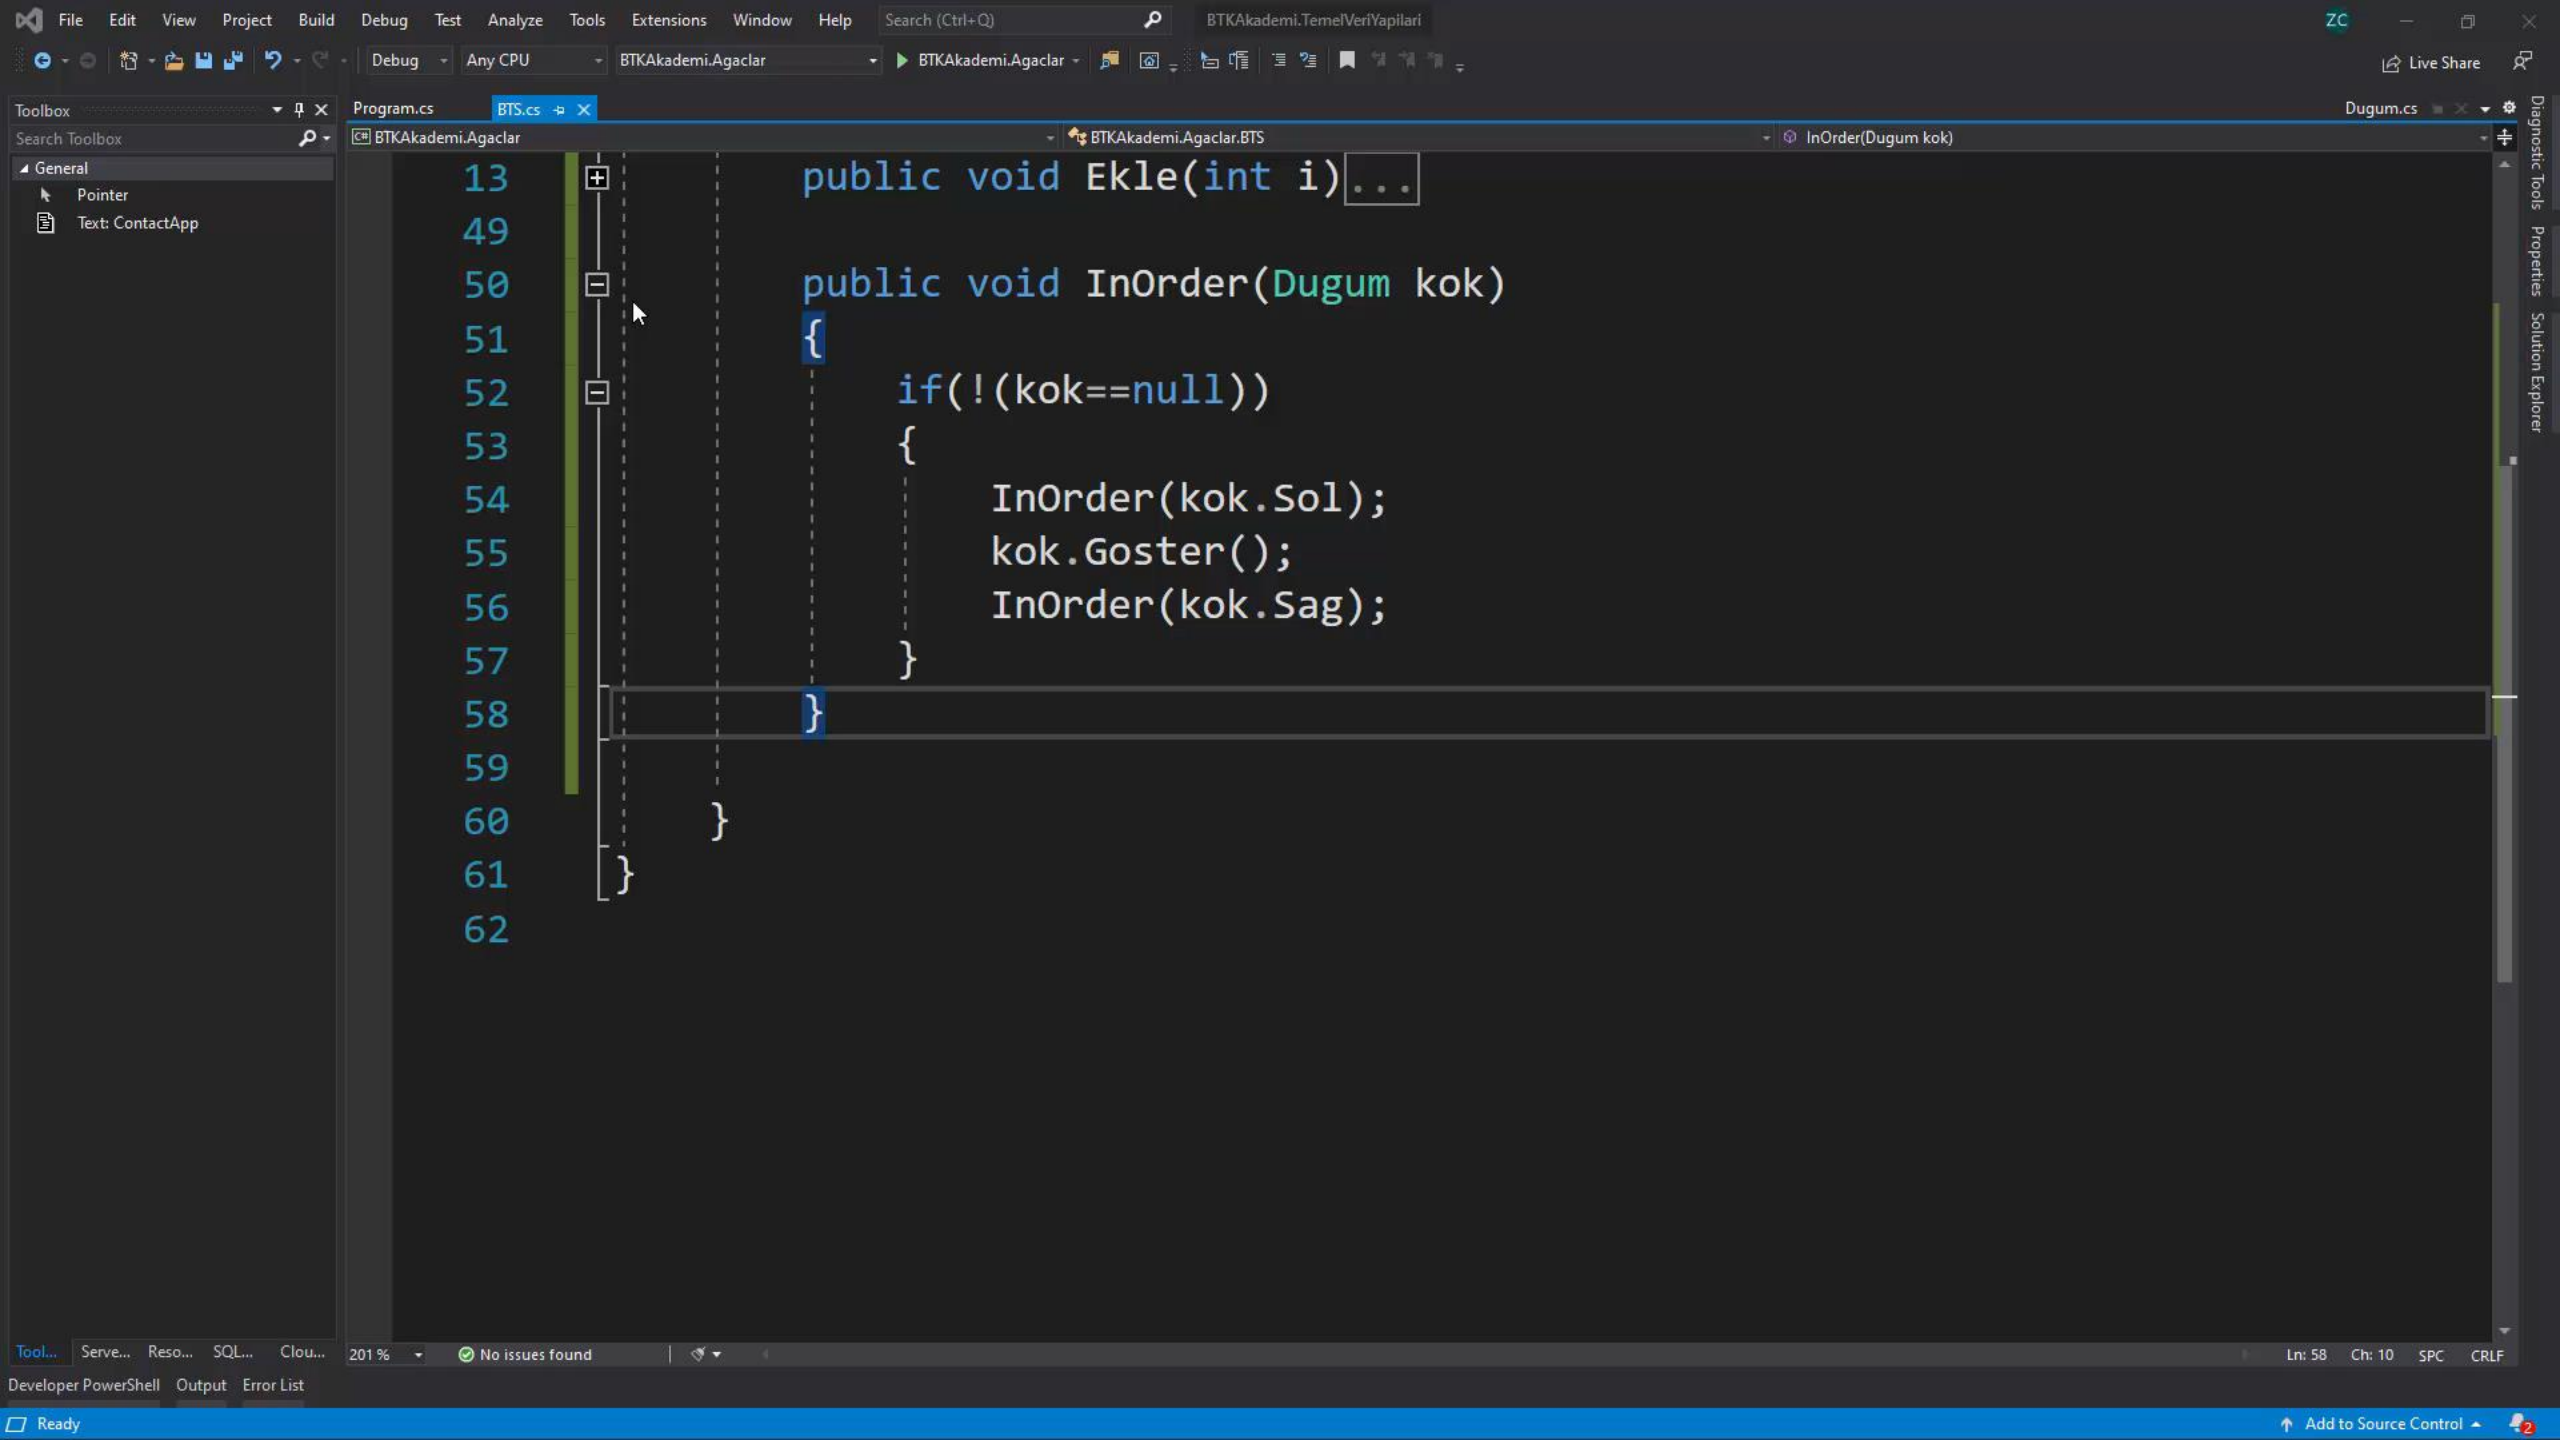 File Edit View Project Build Debug Test Analyze Tools Extensions Window Help Search (Ctrl+Q) BTKAkademi.TemelVeriYapilari ZC
Debug Any CPU BTKAkademi.Agaclar BTKAkademi.Agaclar Live Share
Toolbox Program.cs BTS.cs Dugum.cs
Search Toolbox BTKAkademi.Agaclar BTKAkademi.Agaclar.BTS InOrder(Dugum kok)
General
Pointer
Text: ContactApp
13 public void Ekle(int i)...
49
50 public void InOrder(Dugum kok)
51 {
52 if(!(kok==null))
53 {
54 InOrder(kok.Sol);
55 kok.Goster();
56 InOrder(kok.Sag);
57 }
58 }
59
60 }
61 }
62
Diagnostic Tools
Properties
Solution Explorer
Tool... Serve... Reso... SQL... Clou... 201 % No issues found Ln: 58 Ch: 10 SPC CRLF
Developer PowerShell Output Error List
Ready Add to Source Control 2